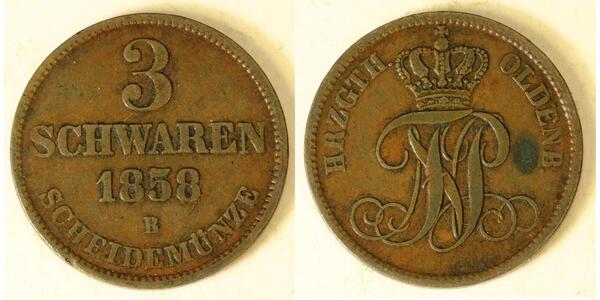 3
SCHWAREN
1858
B
SCHEIDEMÜNZE
HRZGTH. OLDENB